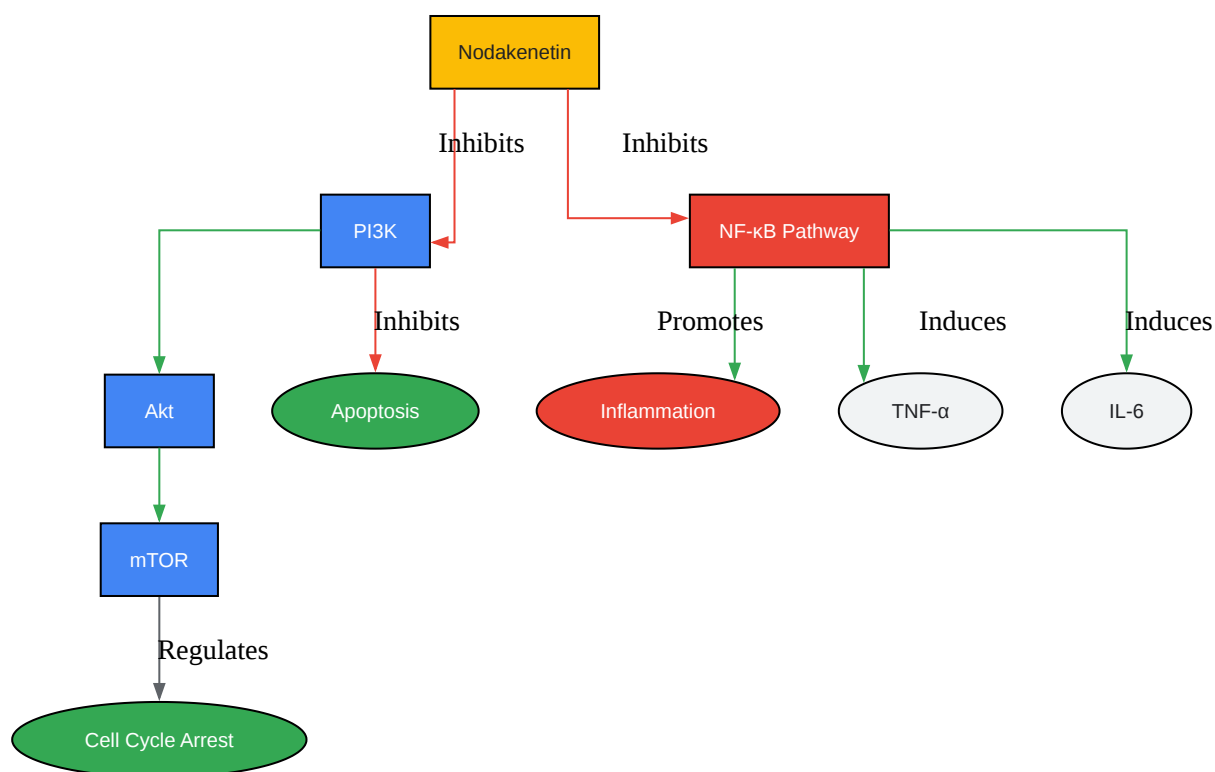 Nodakenetin
Inhibits
Inhibits
PI3K
NF-κB Pathway
Inhibits
Promotes
Induces
Induces
Akt
Apoptosis
Inflammation
TNF-α
IL-6
mTOR
Regulates
Cell Cycle Arrest